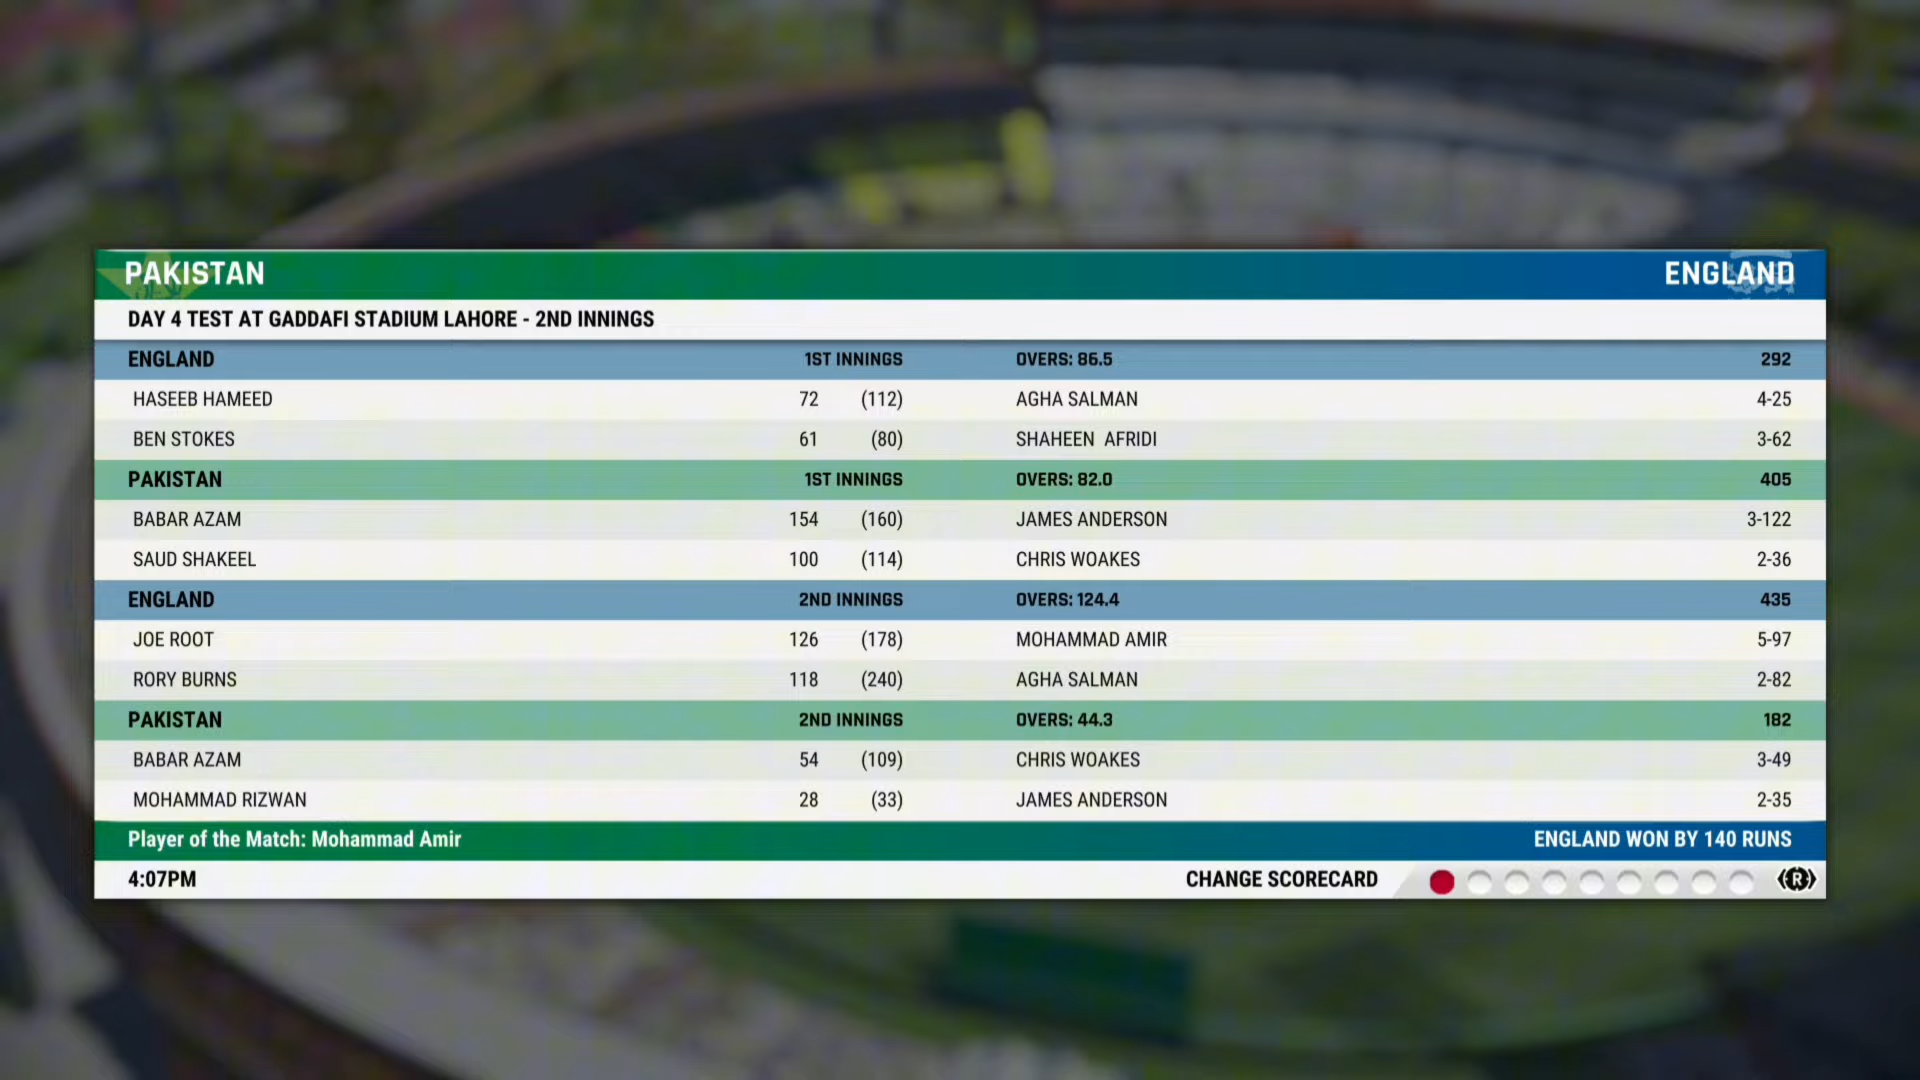 PAKISTAN ENGLAND
DAY 4 TEST AT GADDAFI STADIUM LAHORE - 2ND INNINGS
ENGLAND 1ST INNINGS OVERS: 86.5 292
HASEEB HAMEED 72 (112) AGHA SALMAN 4-25
BEN STOKES 61 (80) SHAHEEN AFRIDI 3-62
PAKISTAN 1ST INNINGS OVERS: 82.0 405
BABAR AZAM 154 (160) JAMES ANDERSON 3-122
SAUD SHAKEEL 100 (114) CHRIS WOAKES 2-36
ENGLAND 2ND INNINGS OVERS: 124.4 435
JOE ROOT 126 (178) MOHAMMAD AMIR 5-97
RORY BURNS 118 (240) AGHA SALMAN 2-82
PAKISTAN 2ND INNINGS OVERS: 44.3 182
BABAR AZAM 54 (109) CHRIS WOAKES 3-49
MOHAMMAD RIZWAN 28 (33) JAMES ANDERSON 2-35
Player of the Match: Mohammad Amir ENGLAND WON BY 140 RUNS
4:07PM CHANGE SCORECARD R